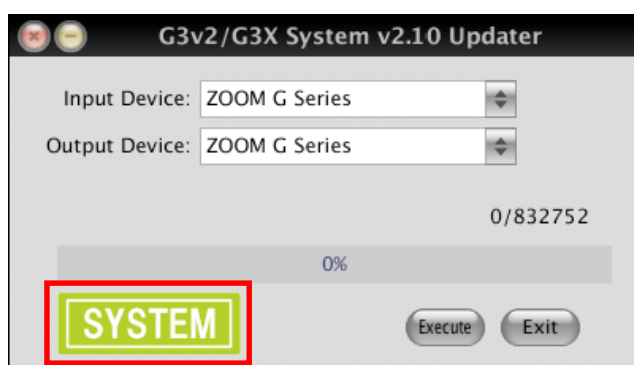 G3v2/G3X System v2.10 Updater
Input Device: ZOOM G Series
Output Device: ZOOM G Series
0/832752
0%
SYSTEM Execute Exit